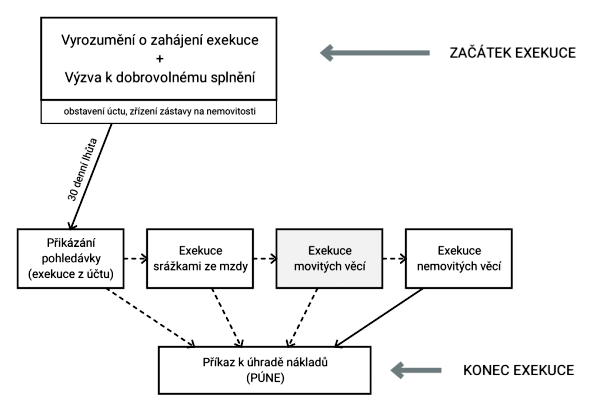 Vyrozumění o zahájení exekuce
+
Výzva k dobrovolnému splnění
obstavení úctu, zřízení zástavy na nemovitosti
ZAČÁTEK EXEKUCE
30 denní lhůta
Přikázání
pohledávky
(exekuce z účtu)
Exekuce
srážkami ze mzdy
Exekuce
movitých věcí
Exekuce
nemovitých věcí
Příkaz k úhradě nákladů
(PÚNE)
KONEC EXEKUCE